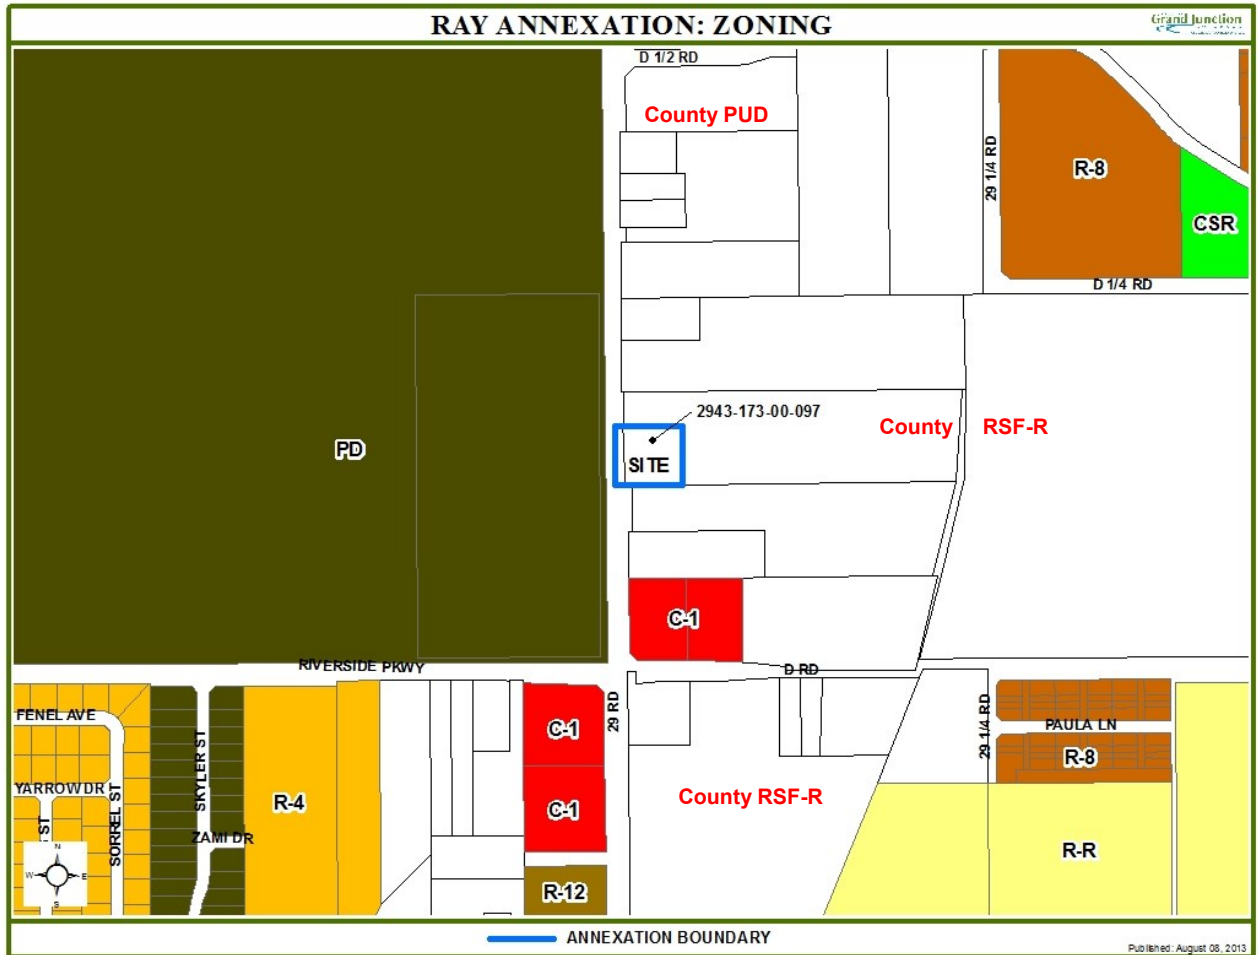 RAY ANNEXATION: ZONING
Grand Junction
D 1/2 RD
County PUD
29 1/4 RD
R-8
CSR
D 1/4 RD
2943-173-00-097
County RSF-R
PD
SITE
C-1
RIVERSIDE PKWY
D RD
FENEL AVE
29 RD
C-1
PAULA LN
SKYLER ST
29 1/4 RD
R-8
YARROW DR
R-4
C-1
County RSF-R
ST
SORREL ST
ZAMI DR
N
W
E
S
R-R
R-12
ANNEXATION BOUNDARY
Published: August 08, 2013